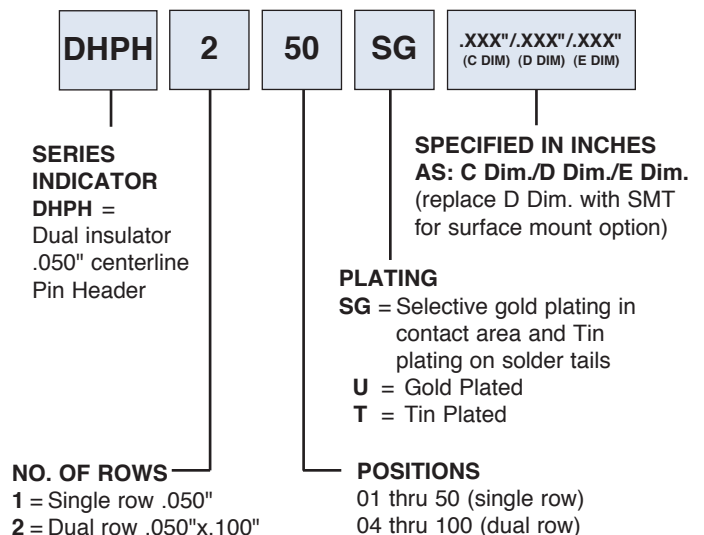 DHPH 2 50 SG .XXX"/.XXX"/.XXX"
(C DIM) (D DIM) (E DIM)
SERIES
INDICATOR
DHPH =
Dual insulator
.050" centerline
Pin Header
SPECIFIED IN INCHES
AS: C Dim./D Dim./E Dim.
(replace D Dim. with SMT
for surface mount option)
PLATING
SG = Selective gold plating in
contact area and Tin
plating on solder tails
U = Gold Plated
T = Tin Plated
NO. OF ROWS
1 = Single row .050"
2 = Dual row .050"x.100"
POSITIONS
01 thru 50 (single row)
04 thru 100 (dual row)